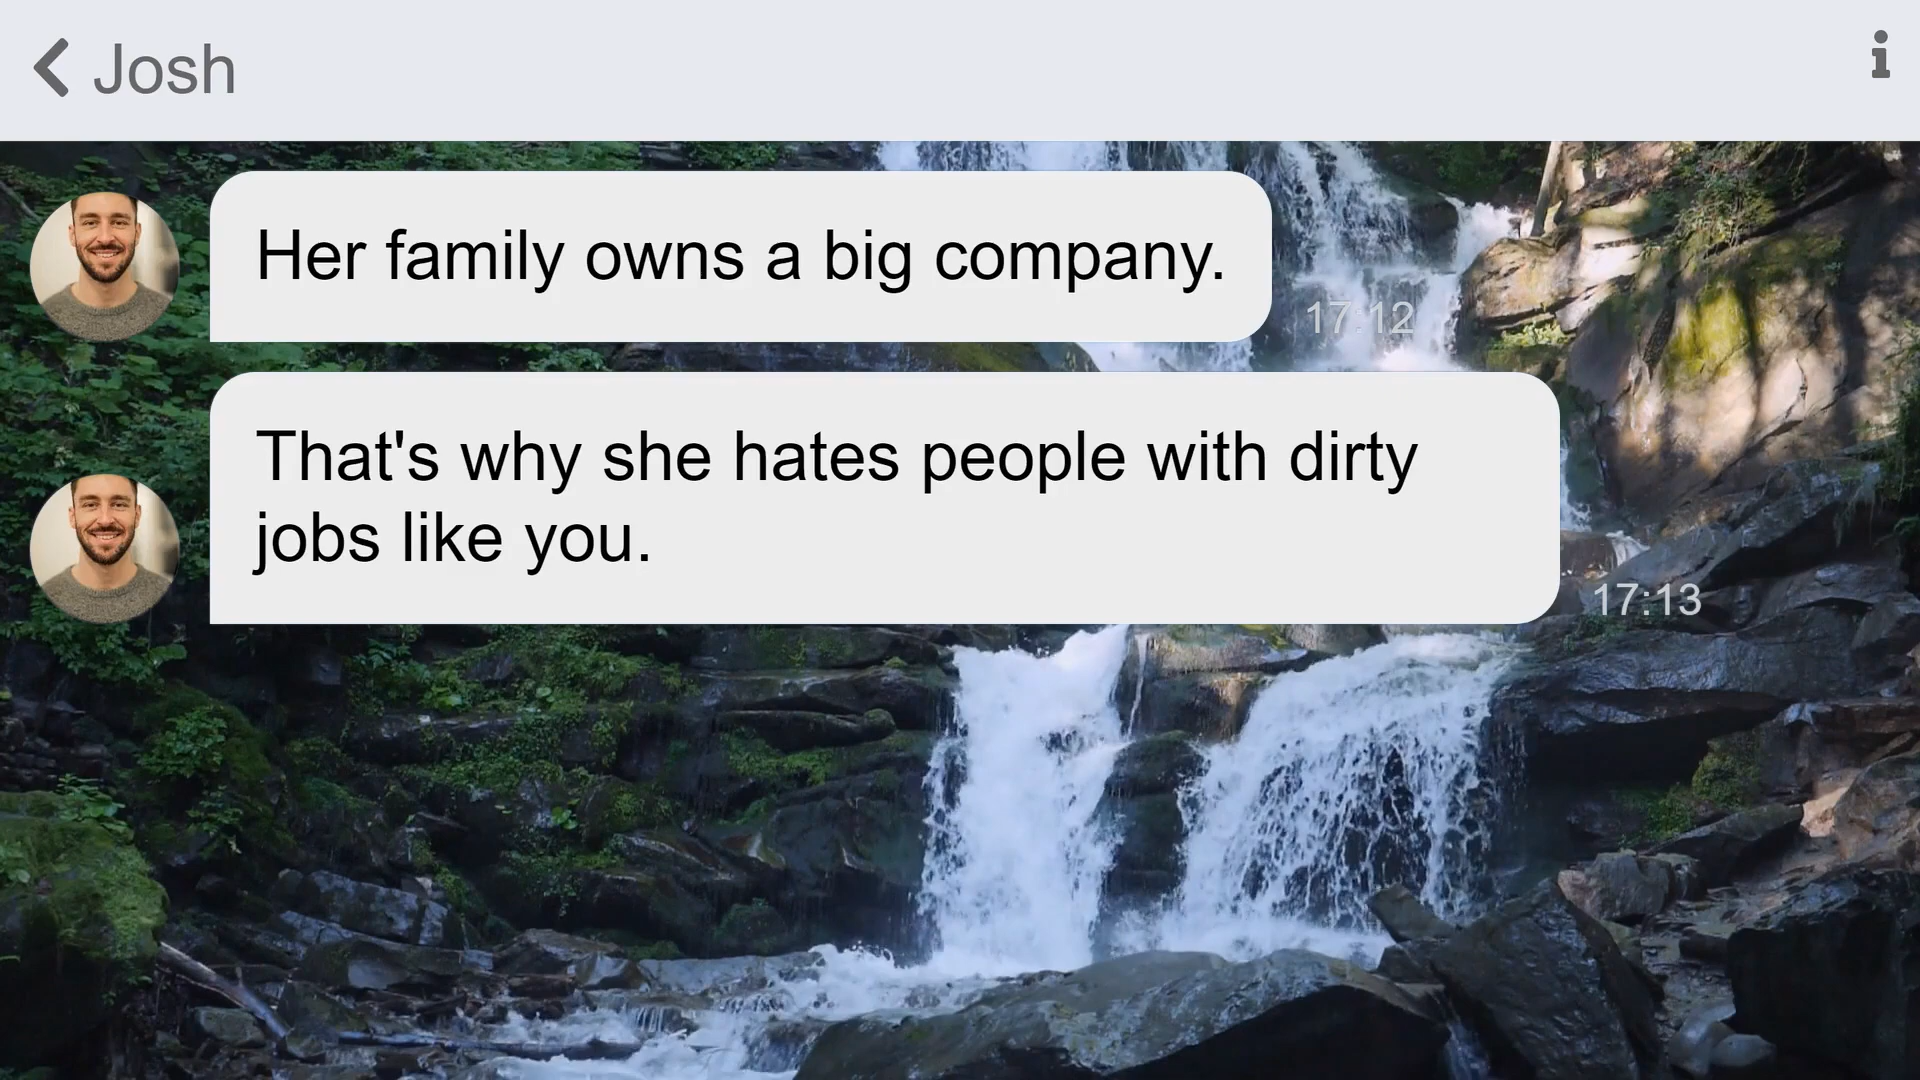 Josh
Her family owns a big company.
17:12
That's why she hates people with dirty
jobs like you.
17:13